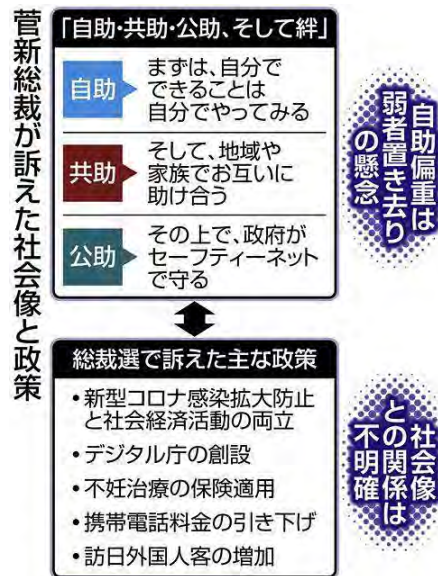 菅新総裁が訴えた社会像と政策
「自助・共助・公助、そして絆」
自助
まずは、自分で
できることは
自分でやってみる
共助
そして、地域や
家族でお互いに
助け合う
公助
その上で、政府が
セーフティーネット
で守る
自助偏重は
弱者置き去り
の懸念
総裁選で訴えた主な政策
・新型コロナ感染拡大防止
と社会経済活動の両立
・デジタル庁の創設
・不妊治療の保険適用
・携帯電話料金の引き下げ
・訪日外国人客の増加
社会像
との関係は
不明確